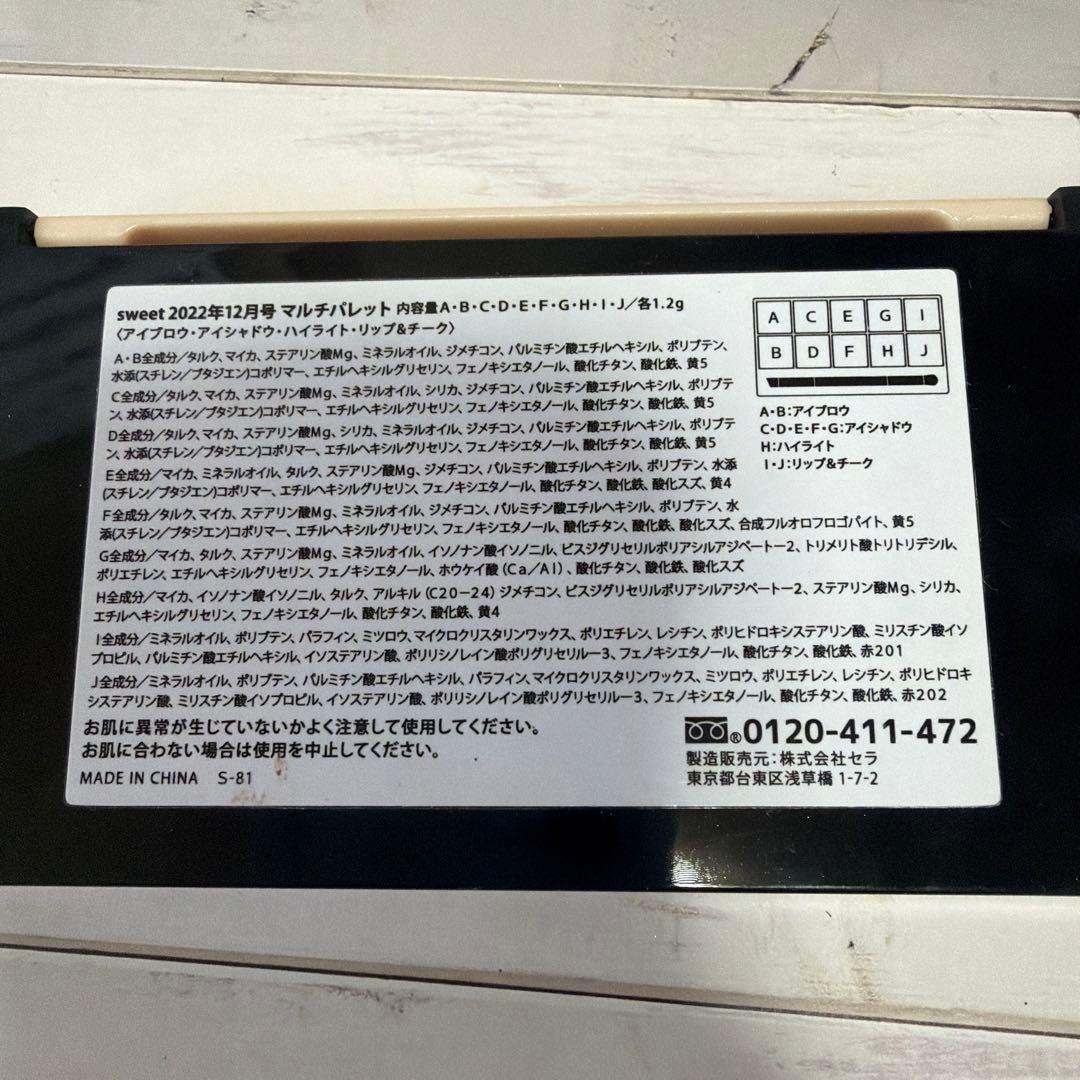 sweet 2022年12月号 マルチパレット 内容量A・B・C・D・E・F・G・H・I・J／各1.2g
〈アイブロウ・アイシャドウ・ハイライト・リップ&チーク〉
A・B全成分／タルク、マイカ、ステアリン酸Mg、ミネラルオイル、ジメチコン、パルミチン酸エチルヘキシル、ポリブテン、
水添(スチレン／ブタジエン)コポリマー、エチルヘキシルグリセリン、フェノキシエタノール、酸化チタン、酸化鉄、黄5
C全成分／タルク、マイカ、ステアリン酸Mg、ミネラルオイル、シリカ、ジメチコン、パルミチン酸エチルヘキシル、ポリブテ
ン、水添(スチレン／ブタジエン)コポリマー、エチルヘキシルグリセリン、フェノキシエタノール、酸化チタン、酸化鉄、黄5
D全成分／タルク、マイカ、ステアリン酸Mg、シリカ、ミネラルオイル、ジメチコン、パルミチン酸エチルヘキシル、ポリブテ
ン、水添(スチレン／ブタジエン)コポリマー、エチルヘキシルグリセリン、フェノキシエタノール、酸化チタン、酸化鉄、黄5
E全成分／マイカ、ミネラルオイル、タルク、ステアリン酸Mg、ジメチコン、パルミチン酸エチルヘキシル、ポリブテン、水添
(スチレン／ブタジエン)コポリマー、エチルヘキシルグリセリン、フェノキシエタノール、酸化チタン、酸化鉄、酸化スズ、黄4
F全成分／タルク、マイカ、ステアリン酸Mg、ミネラルオイル、ジメチコン、パルミチン酸エチルヘキシル、ポリブテン、水
添(スチレン／ブタジエン)コポリマー、エチルヘキシルグリセリン、フェノキシエタノール、酸化チタン、酸化鉄、酸化スズ、合成フルオロフロゴパイト、黄5
G全成分／マイカ、タルク、ステアリン酸Mg、ミネラルオイル、イソノナン酸イソノニル、ビスジグリセリルポリアシルアジペート－2、トリメリト酸トリトリデシル、
ポリエチレン、エチルヘキシルグリセリン、フェノキシエタノール、ホウケイ酸（Ca／Al）、酸化チタン、酸化鉄、酸化スズ
H全成分／マイカ、イソノナン酸イソノニル、タルク、アルキル（C20－24）ジメチコン、ビスジグリセリルポリアシルアジペート－2、ステアリン酸Mg、シリカ、
エチルヘキシルグリセリン、フェノキシエタノール、酸化チタン、酸化鉄、黄4
I全成分／ミネラルオイル、ポリブテン、パラフィン、ミツロウ、マイクロクリスタリンワックス、ポリエチレン、レシチン、ポリヒドロキシステアリン酸、ミリスチン酸イソ
プロピル、パルミチン酸エチルヘキシル、イソステアリン酸、ポリリシノレイン酸ポリグリセリル－3、フェノキシエタノール、酸化チタン、酸化鉄、赤201
J全成分／ミネラルオイル、ポリブテン、パルミチン酸エチルヘキシル、パラフィン、マイクロクリスタリンワックス、ミツロウ、ポリエチレン、レシチン、ポリヒドロキ
システアリン酸、ミリスチン酸イソプロピル、イソステアリン酸、ポリリシノレイン酸ポリグリセリル－3、フェノキシエタノール、酸化チタン、酸化鉄、赤202
お肌に異常が生じていないかよく注意して使用してください。
お肌に合わない場合は使用を中止してください。
MADE IN CHINA S-81
A C E G I
B D F H J
A・B:アイブロウ
C・D・E・F・G:アイシャドウ
H:ハイライト
I・J:リップ&チーク
®0120-411-472
製造販売元：株式会社セラ
東京都台東区浅草橋 1-7-2